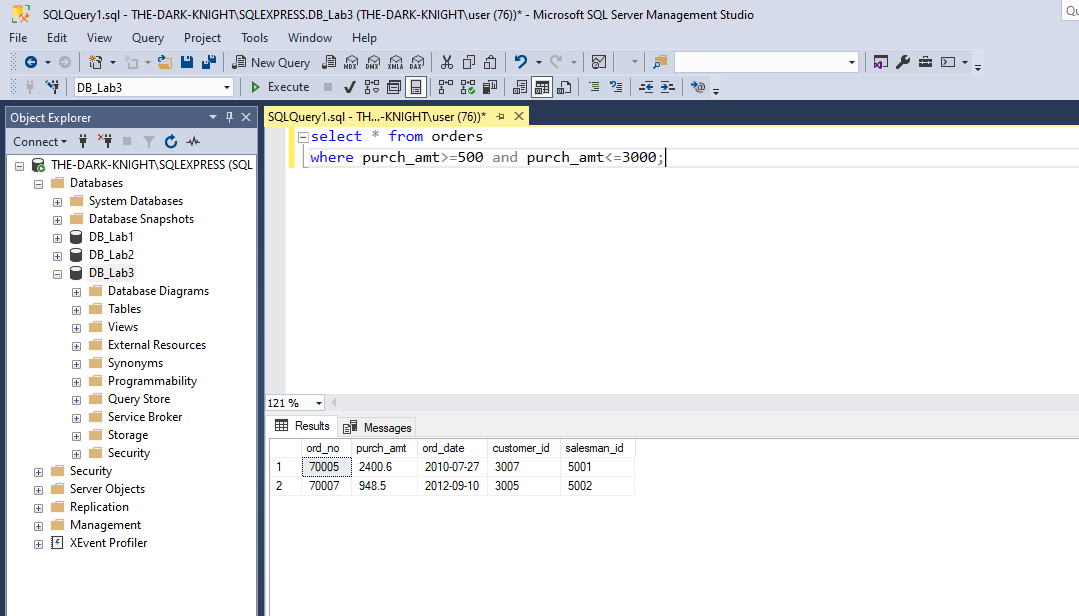 SQLQuery1.sql - THE-DARK-KNIGHT\SQLEXPRESS.DB_Lab3 (THE-DARK-KNIGHT\user (76))* - Microsoft SQL Server Management Studio
Qu
File Edit View Query Project Tools Window Help
New Query MDX DMX XMLA DAX
DB_Lab3 Execute
Object Explorer
SQLQuery1.sql - TH...-KNIGHT\user (76))*
Connect
select * from orders
where purch_amt>=500 and purch_amt<=3000;
THE-DARK-KNIGHT\SQLEXPRESS (SQL
Databases
System Databases
Database Snapshots
DB_Lab1
DB_Lab2
DB_Lab3
Database Diagrams
Tables
Views
External Resources
Synonyms
Programmability
Query Store
Service Broker
Storage
Security
Security
Server Objects
Replication
Management
XEvent Profiler
121 %
Results Messages
ord_no purch_amt ord_date customer_id salesman_id
1 70005 2400.6 2010-07-27 3007 5001
2 70007 948.5 2012-09-10 3005 5002